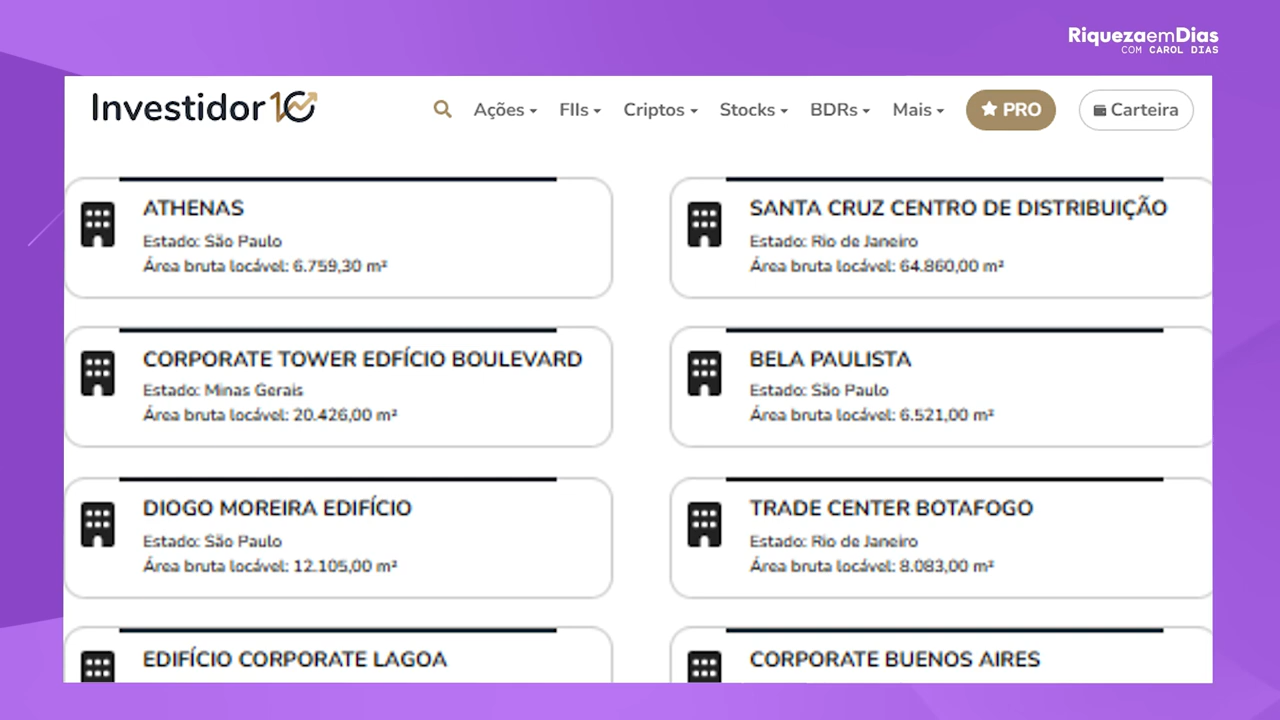 RiquezaemDias
COM CAROL DIAS
Investidor 10
Ações
FIIs
Criptos
Stocks
BDRs
Mais
PRO
Carteira
ATHENAS
Estado: São Paulo
Área bruta locável: 6.759,30 m²
SANTA CRUZ CENTRO DE DISTRIBUIÇÃO
Estado: Rio de Janeiro
Área bruta locável: 64.860,00 m²
CORPORATE TOWER EDFÍCIO BOULEVARD
Estado: Minas Gerais
Área bruta locável: 20.426,00 m²
BELA PAULISTA
Estado: São Paulo
Área bruta locável: 6.521,00 m²
DIOGO MOREIRA EDIFÍCIO
Estado: São Paulo
Área bruta locável: 12.105,00 m²
TRADE CENTER BOTAFOGO
Estado: Rio de Janeiro
Área bruta locável: 8.083,00 m²
EDIFÍCIO CORPORATE LAGOA
CORPORATE BUENOS AIRES